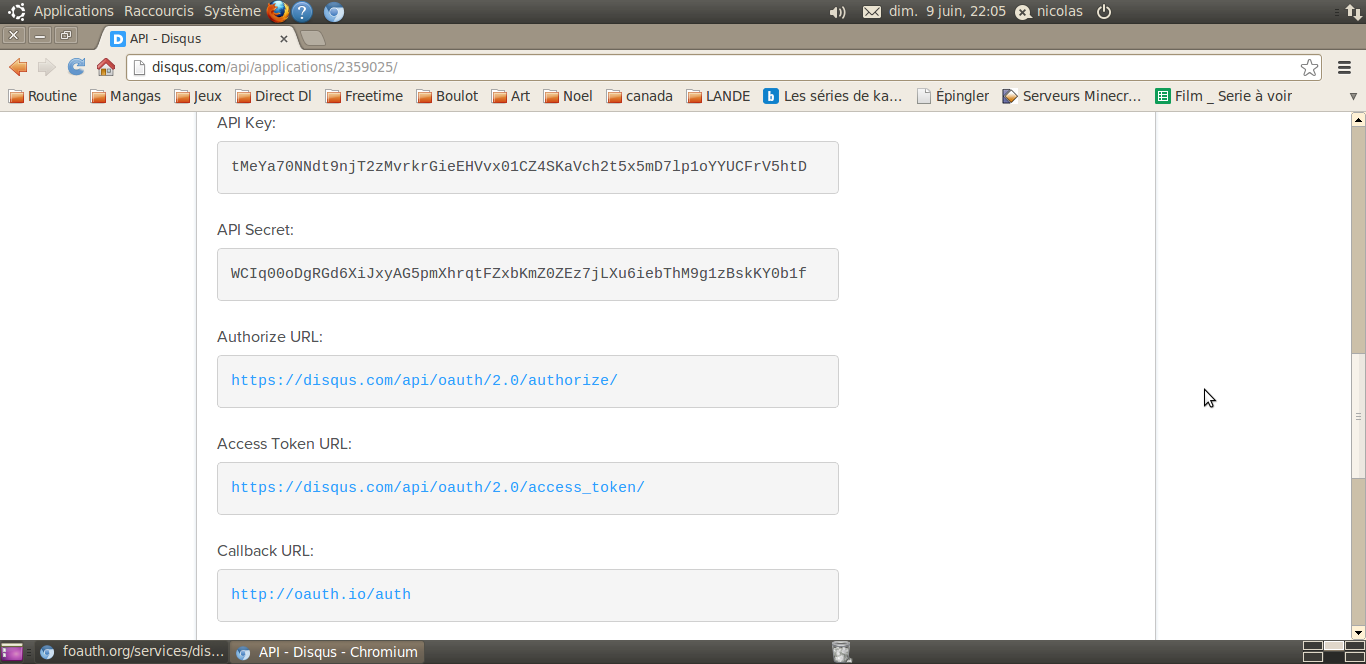 Applications Raccourcis Système dim. 9 juin, 22:05 nicolas
API - Disqus
disqus.com/api/applications/2359025/
Routine Mangas Jeux Direct Dl Freetime Boulot Art Noel canada LANDE Les séries de ka... Épingler Serveurs Minecr... Film _ Serie à voir
API Key:
tMeYa70NNdt9njT2zMvrkrGieEHVvx01CZ4SKaVch2t5x5mD7lp1oYYUCFrV5htD
API Secret:
WCIq00oDgRGd6XiJxyAG5pmXhrqtFZxbKmZ0ZEz7jLXu6iebThM9g1zBskKY0b1f
Authorize URL:
https://disqus.com/api/oauth/2.0/authorize/
Access Token URL:
https://disqus.com/api/oauth/2.0/access_token/
Callback URL:
http://oauth.io/auth
foauth.org/services/dis... API - Disqus - Chromium